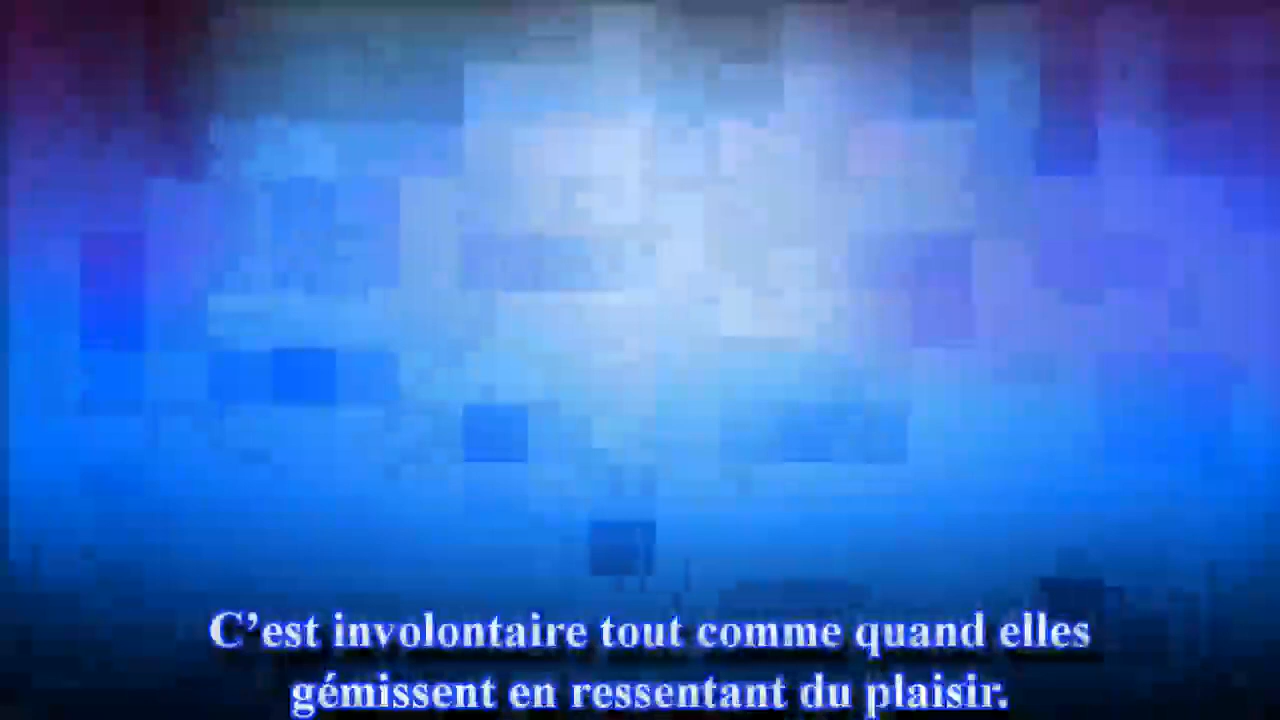 C’est involontaire tout comme quand elles
gémissent en ressentant du plaisir.